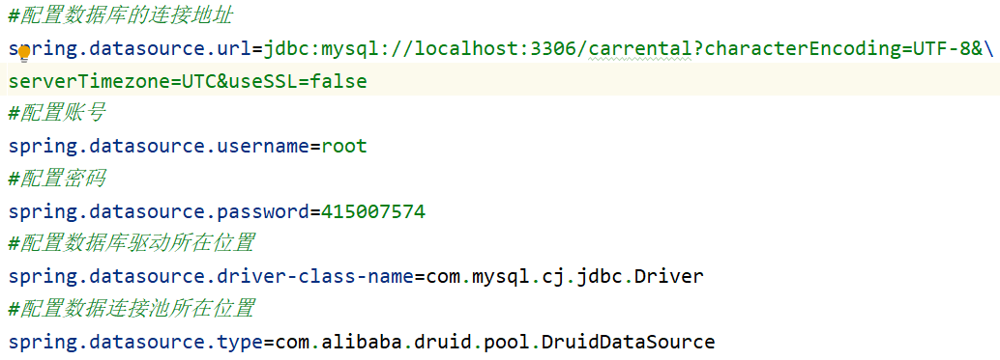 #配置数据库的连接地址
spring.datasource.url=jdbc:mysql://localhost:3306/carrental?characterEncoding=UTF-8&\
serverTimezone=UTC&useSSL=false
#配置账号
spring.datasource.username=root
#配置密码
spring.datasource.password=415007574
#配置数据库驱动所在位置
spring.datasource.driver-class-name=com.mysql.cj.jdbc.Driver
#配置数据连接池所在位置
spring.datasource.type=com.alibaba.druid.pool.DruidDataSource